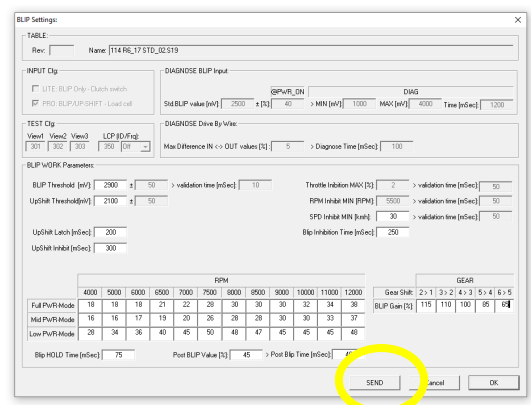 BLIP Settings:
TABLE:
Rev: Name: 114 R6_17 STD_02.S19
INPUT Cfg: DIAGNOSE BLIP Input
@PWR_ON DIAG
LITE: BLIP Only - Clutch switch
PRO: BLIP/UP-SHIFT - Load cell Std.BLIP value [mV]: 2500 ± [%]: 40 > MIN [mV]: 1000 MAX [mV]: 4000 Time [mSec]: 1200
TEST Cfg: DIAGNOSE Drive By Wire:
View1 View2 View3 LCP (ID/Frq):
301 302 303 350 Off Max Difference IN <-> OUT values [%] : 5 > Diagnose Time [mSec]: 100
BLIP WORK Parameters:
BLIP Threshold [mV]: 2900 ± 50 > validation time [mSec]: 10 Throttle Inibition MAX [%]: 2 > validation time [mSec]: 50
UpShift Threshold[mV]: 2100 ± 50 RPM Inhibit MIN [RPM]: 5500 > validation time [mSec]: 50
SPD Inhibit MIN [kmh]: 30 > validation time [mSec]: 50
UpShift Latch [mSec]: 200 Blip Inhibition Time [mSec]: 250
UpShift Inhibit [mSec]: 300
RPM GEAR
4000 5000 6000 6500 7000 7500 8000 8500 9000 10000 11000 12000 Gear Shift: 2 > 1 3 > 2 4 > 3 5 > 4 6 > 5
Full PWR-Mode 18 18 18 21 22 28 30 30 30 32 34 38 BLIP Gain [%]: 115 110 100 85 65
Mid PWR-Mode 16 16 17 19 20 26 28 28 30 30 33 37
Low PWR-Mode 28 34 36 40 45 50 48 47 45 45 45 48
Blip HOLD Time [mSec]: 75 Post BLIP Value [%]: 45 > Post Blip Time [mSec]:
SEND Cancel OK